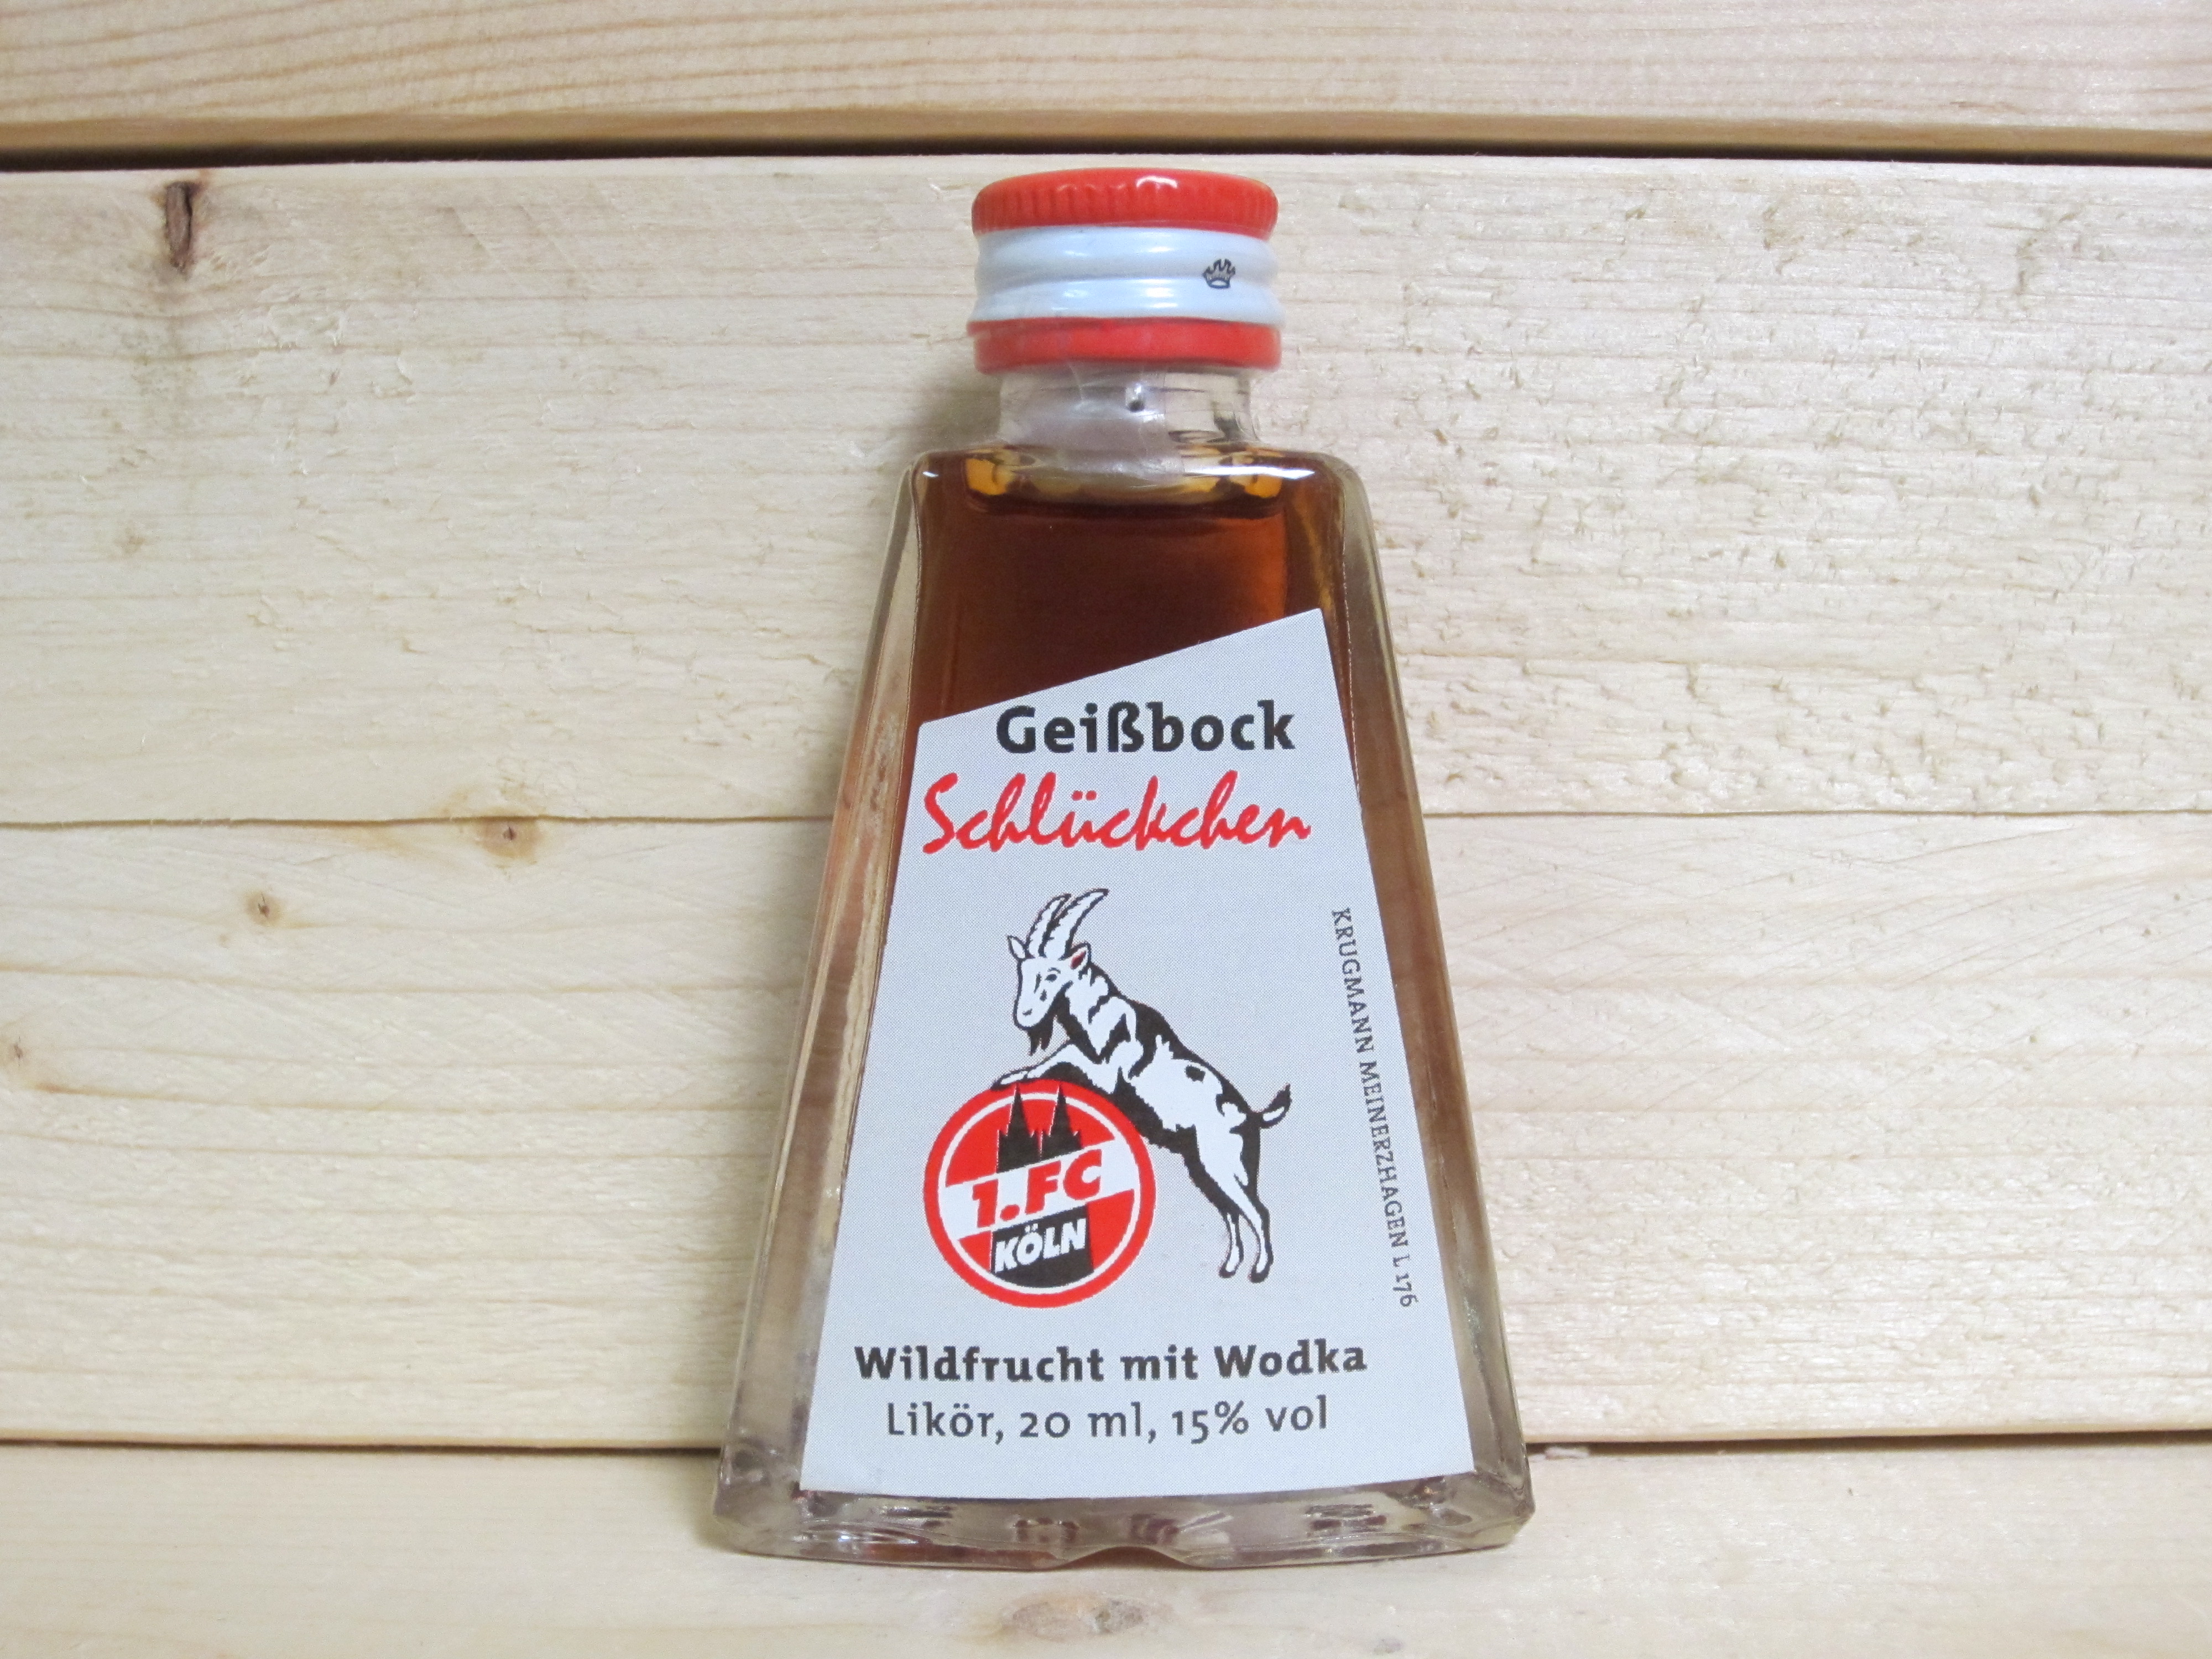 Geißbock
Schlückchen
1.FC
KÖLN
KRUGMANN MEINERZHAGEN L 176
Wildfrucht mit Wodka
Likör, 20 ml, 15% vol